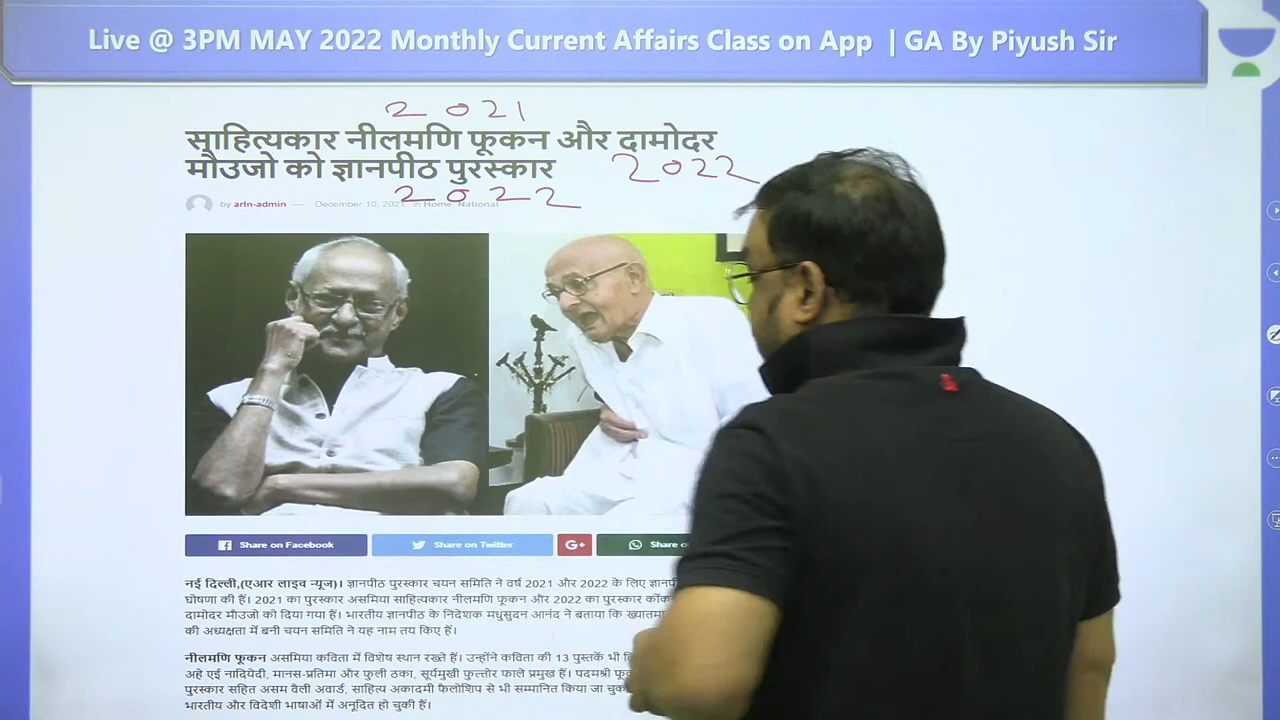 Live @ 3PM MAY 2022 Monthly Current Affairs Class on App | GA By Piyush Sir
2021
साहित्यकार नीलमणि फूकन और दामोदर
मौउजो को ज्ञानपीठ पुरस्कार
2022
2022
by arln-admin — December 10, 2021 in Home, National
Share on Facebook
Share on Twitter
G+
Share o
नई दिल्ली,(एआर लाइव न्यूज)। ज्ञानपीठ पुरस्कार चयन समिति ने वर्ष 2021 और 2022 के लिए
घोषणा की हैं। 2021 का पुरस्कार असमिया साहित्यकार नीलमणि फूकन और 2022 का पुरस्कार
दामोदर मौउजो को दिया गया हैं। भारतीय ज्ञानपीठ के निदेशक मधुसुदन आनंद ने बताया कि
की अध्यक्षता में बनी चयन समिति ने यह नाम तय किए हैं।
नीलमणि फूकन असमिया कविता में विशेष स्थान रखते हैं। उन्होंने कविता की 13 पुस्तकें भी
अहे एई नादियेदी, मानस-प्रतिमा और फुली ठका, सूर्यमुखी फुल्तोर फाले प्रमुख हैं। पदमश्री
पुरस्कार सहित असम वैली अवार्ड, साहित्य अकादमी फैलोशिप से भी सम्मानित किया जा
भारतीय और विदेशी भाषाओं में अनूदित हो चुकी हैं।